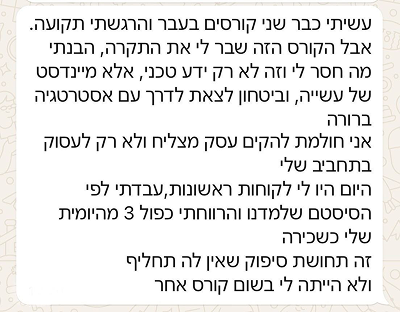 עשיתי כבר שני קורסים בעבר והרגשתי תקועה.
אבל הקורס הזה שבר לי את התקרה, הבנתי
מה חסר לי וזה לא רק ידע טכני, אלא מיינדסט
של עשייה, וביטחון לצאת לדרך עם אסטרטגיה
ברורה
אני חולמת להקים עסק מצליח ולא רק לעסוק
בתחביב שלי
היום היו לי לקוחות ראשונות,עבדתי לפי
הסיסטם שלמדנו והרווחתי כפול 3 מהיומית
שלי כשכירה
זה תחושת סיפוק שאין לה תחליף
ולא הייתה לי בשום קורס אחר